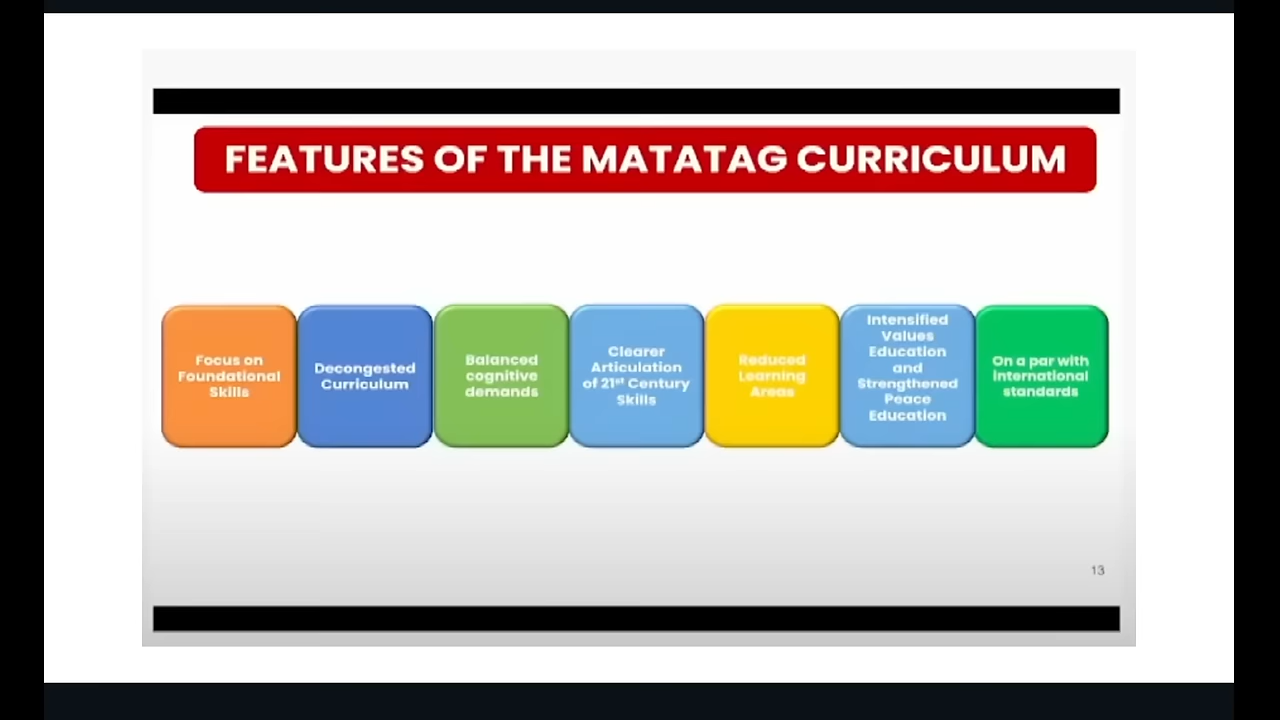 FEATURES OF THE MATATAG CURRICULUM
Focus on
Foundational
Skills
Decongested
Curriculum
Balanced
cognitive
demands
Clearer
Articulation
of 21st Century
Skills
Reduced
Learning
Areas
Intensified
Values
Education
and
Strengthened
Peace
Education
On a par with
international
standards
13